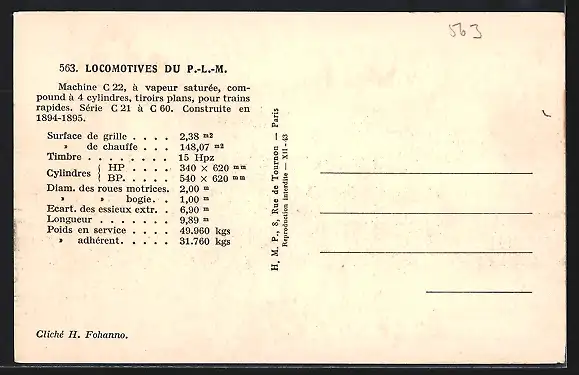 563
563. LOCOMOTIVES DU P.-L.-M.
Machine C 22, à vapeur saturée, com-
pound à 4 cylindres, tiroirs plans, pour trains
rapides. Série C 21 à C 60. Construite en
1894-1895.
Surface de grille . . . . 2,38 m2
» de chauffe . . . 148,07 m2
Timbre . . . . . . . . 15 Hpz
Cylindres { HP . . . . . 340 × 620 mm
BP. . . . . 540 × 620 mm
Diam. des roues motrices. 2,00 m
» » bogie. . 1,00 m
Ecart. des essieux extr. . 6,90 m
Longueur . . . . . . . 9,89 m
Poids en service . . . . 49.960 kgs
» adhérent. . . . . 31.760 kgs
Cliché H. Fohanno.
H. M. P., 8, Rue de Tournon — Paris
Reproduction interdite — XII - 43